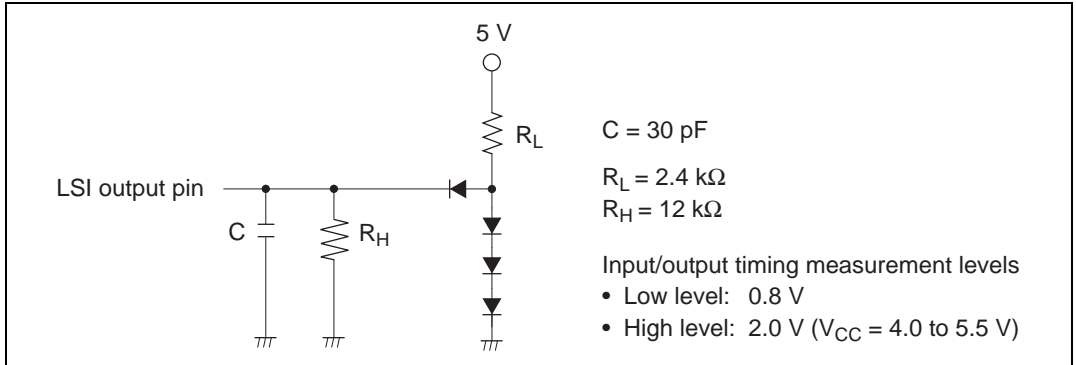 5 V
R_L
LSI output pin
C
R_H
C = 30 pF
R_L = 2.4 kΩ
R_H = 12 kΩ
Input/output timing measurement levels
• Low level: 0.8 V
• High level: 2.0 V (V_CC = 4.0 to 5.5 V)